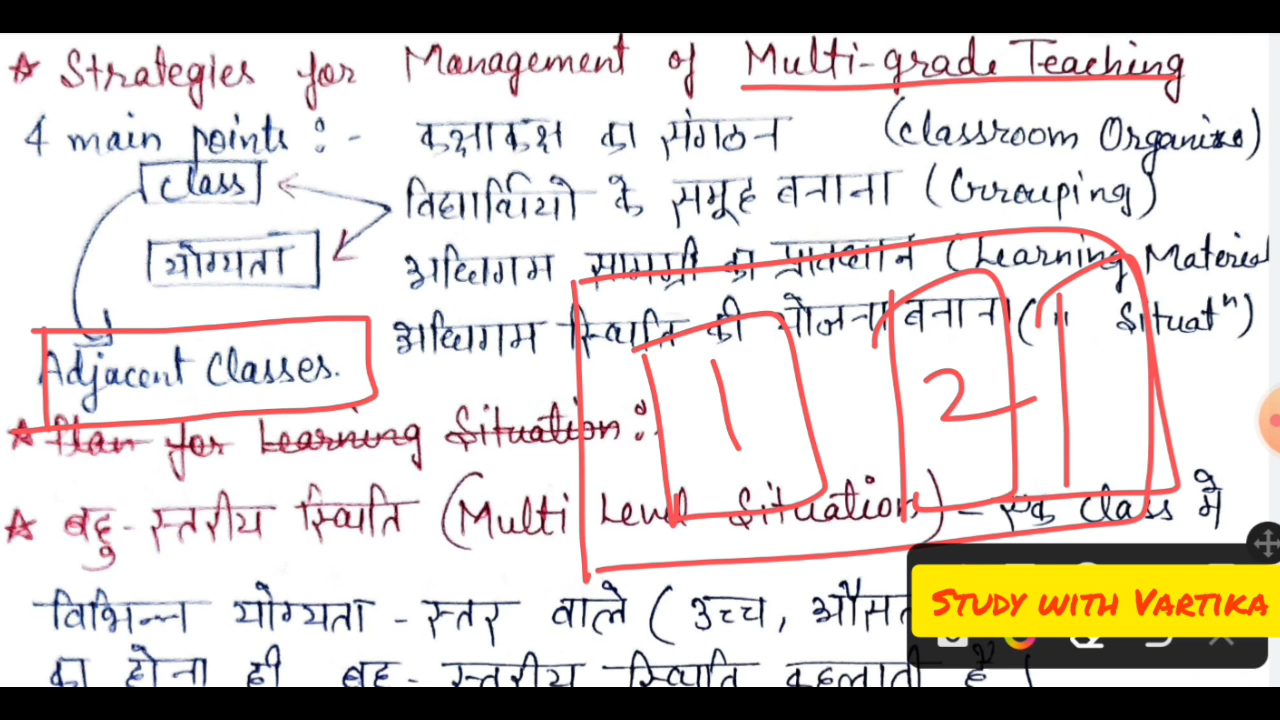 ☆ Strategies for Management of Multi-grade Teaching
4 main points :- कक्षाकक्ष का संगठन (classroom Organize)
class विद्यार्थियो के समूह बनाना (Grouping)
योग्यता अधिगम सामग्री का प्रावधान (Learning Material
अधिगम स्थिति की योजना बनाना (" Situatⁿ)
Adjacent Classes.
1 2 1
☆ Plan for Learning Situation :
☆ बहु-स्तरीय स्थिति (Multi Level Situation) - एक class मे
विभिन्न योग्यता - स्तर वाले (उच्च, औसत
का होना ही बहु-स्तरीय स्थिति कहलाती है।
STUDY WITH VARTIKA